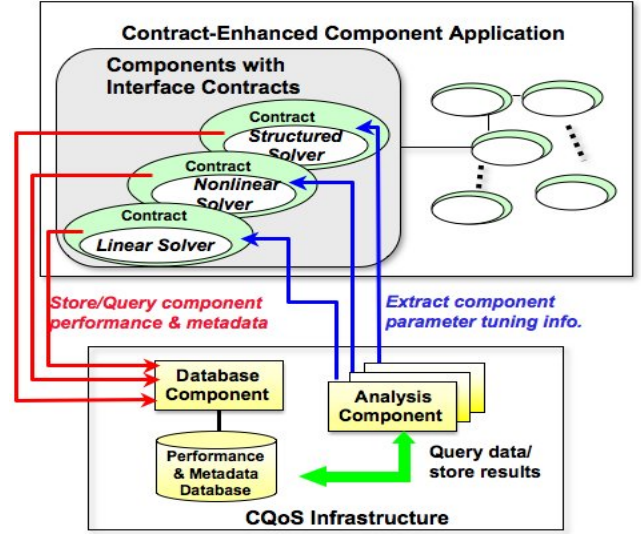 Contract-Enhanced Component Application
Components with
Interface Contracts
Contract
Structured
Solver
Contract
Nonlinear
Solver
Contract
Linear Solver
Store/Query component
performance & metadata
Extract component
parameter tuning info.
Database
Component
Analysis
Component
Performance
& Metadata
Database
Query data/
store results
CQoS Infrastructure